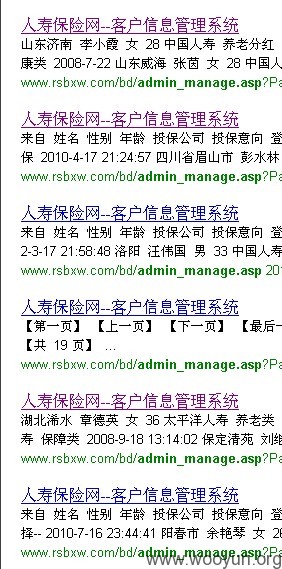 人寿保险网--客户信息管理系统
山东济南 李小霞 女 28 中国人寿 养老分红
康类 2008-7-22 山东威海 张茵 女 28 中国人
www.rsbxw.com/bd/admin_manage.asp?Pa
人寿保险网--客户信息管理系统
来自 姓名 性别 年龄 投保公司 投保意向 登
保 2010-4-17 21:24:57 四川省眉山市 彭水林
www.rsbxw.com/bd/admin_manage.asp?Pa
人寿保险网--客户信息管理系统
来自 姓名 性别 年龄 投保公司 投保意向 登
2-3-17 21:58:48 洛阳 汪伟国 男 33 中国人寿
www.rsbxw.com/bd/admin_manage.asp 201
人寿保险网--客户信息管理系统
【第一页】 【上一页】 【下一页】 【最后一
【共 19 页】 ...
www.rsbxw.com/bd/admin_manage.asp?Pa
人寿保险网--客户信息管理系统
湖北浠水 章德英 女 36 太平洋人寿 养老类
寿 保障类 2008-9-18 13:14:02 保定清苑 刘
www.rsbxw.com/bd/admin_manage.asp?Pa
人寿保险网--客户信息管理系统
来自 姓名 性别 年龄 投保公司 投保意向 登
择-- 2010-7-16 23:44:41 阳春市 余艳琴 女 26
www.rsbxw.com/bd/admin_manage.asp?Pa
www.wooyun.org